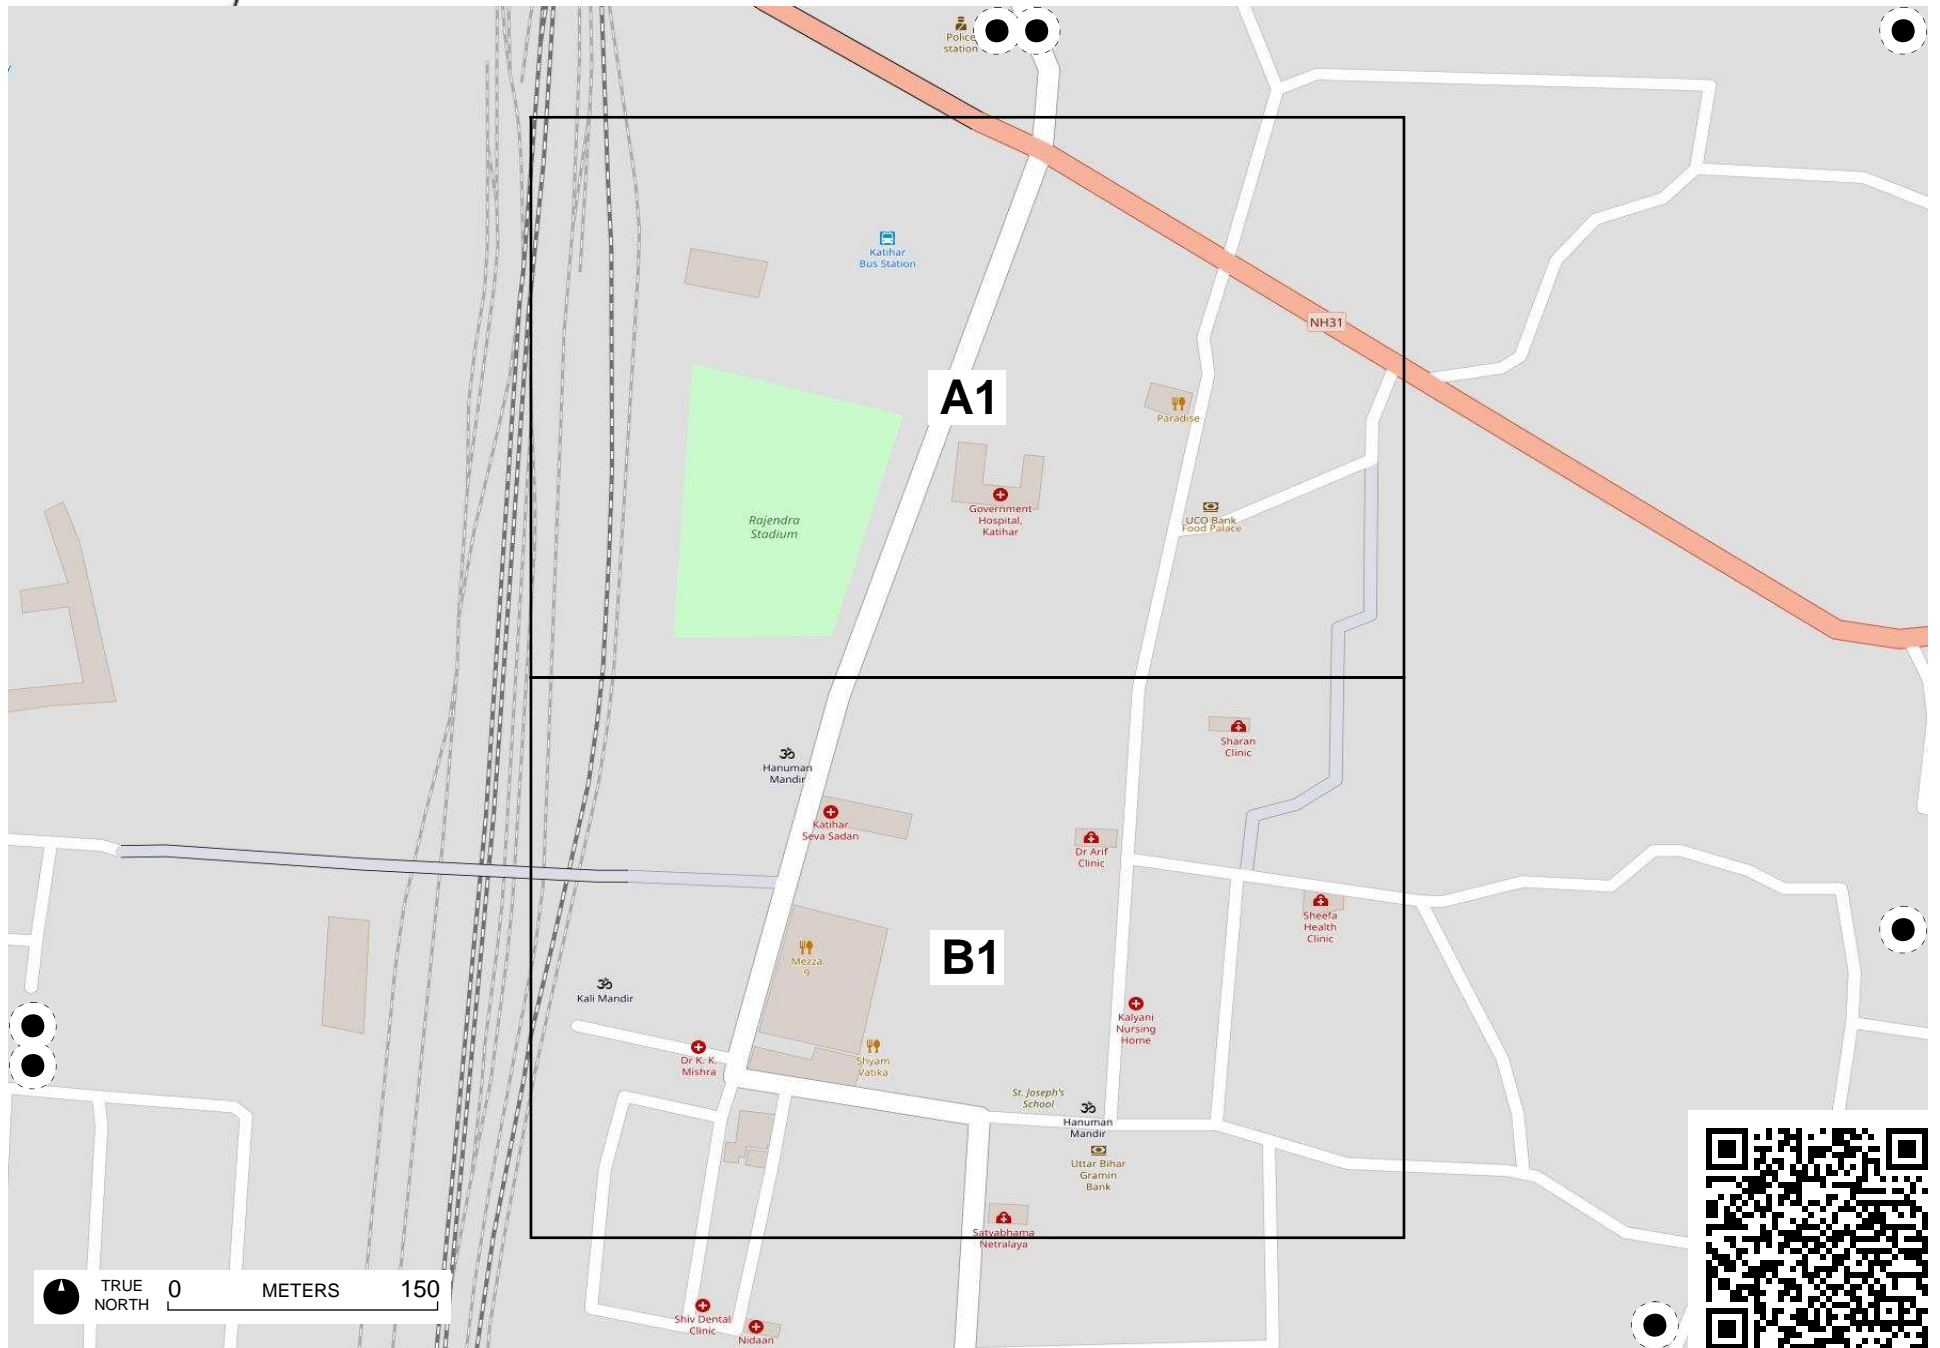 Police
station
Katihar
Bus Station
NH31
A1
Paradise
Government
Hospital,
Katihar
UCO Bank
Food Palace
Rajendra
Stadium
Sharan
Clinic
Hanuman
Mandir
Katihar
Seva Sadan
Dr Arif
Clinic
Sheefa
Health
Clinic
B1
Mezza
9
Kali Mandir
Kalyani
Nursing
Home
Dr K. K.
Mishra
Shyam
Vatika
St. Joseph's
School
Hanuman
Mandir
Uttar Bihar
Gramin
Bank
Satyabhama
Netralaya
TRUE
NORTH
0 METERS 150
Shiv Dental
Clinic
Nidaan